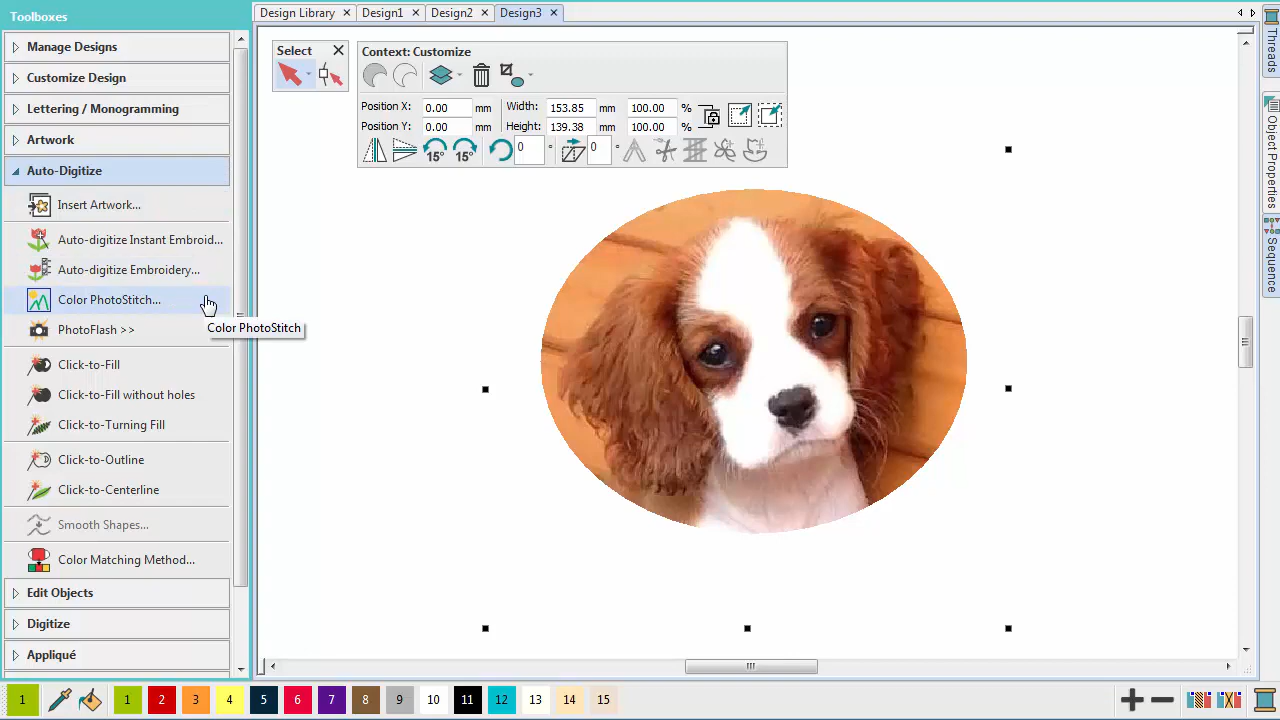 Toolboxes
Manage Designs
Customize Design
Lettering / Monogramming
Artwork
Auto-Digitize
Insert Artwork...
Auto-digitize Instant Embroid...
Auto-digitize Embroidery...
Color PhotoStitch...
PhotoFlash >>
Color PhotoStitch
Click-to-Fill
Click-to-Fill without holes
Click-to-Turning Fill
Click-to-Outline
Click-to-Centerline
Smooth Shapes...
Color Matching Method...
Edit Objects
Digitize
Appliqué
Design Library Design1 Design2 Design3
Select
Context: Customize
Position X: 0.00 mm Width: 153.85 mm 100.00 %
Position Y: 0.00 mm Height: 139.38 mm 100.00 %
15° 15° 0 ° 0 °
Threads
Object Properties
Sequence
1 1 2 3 4 5 6 7 8 9 10 11 12 13 14 15